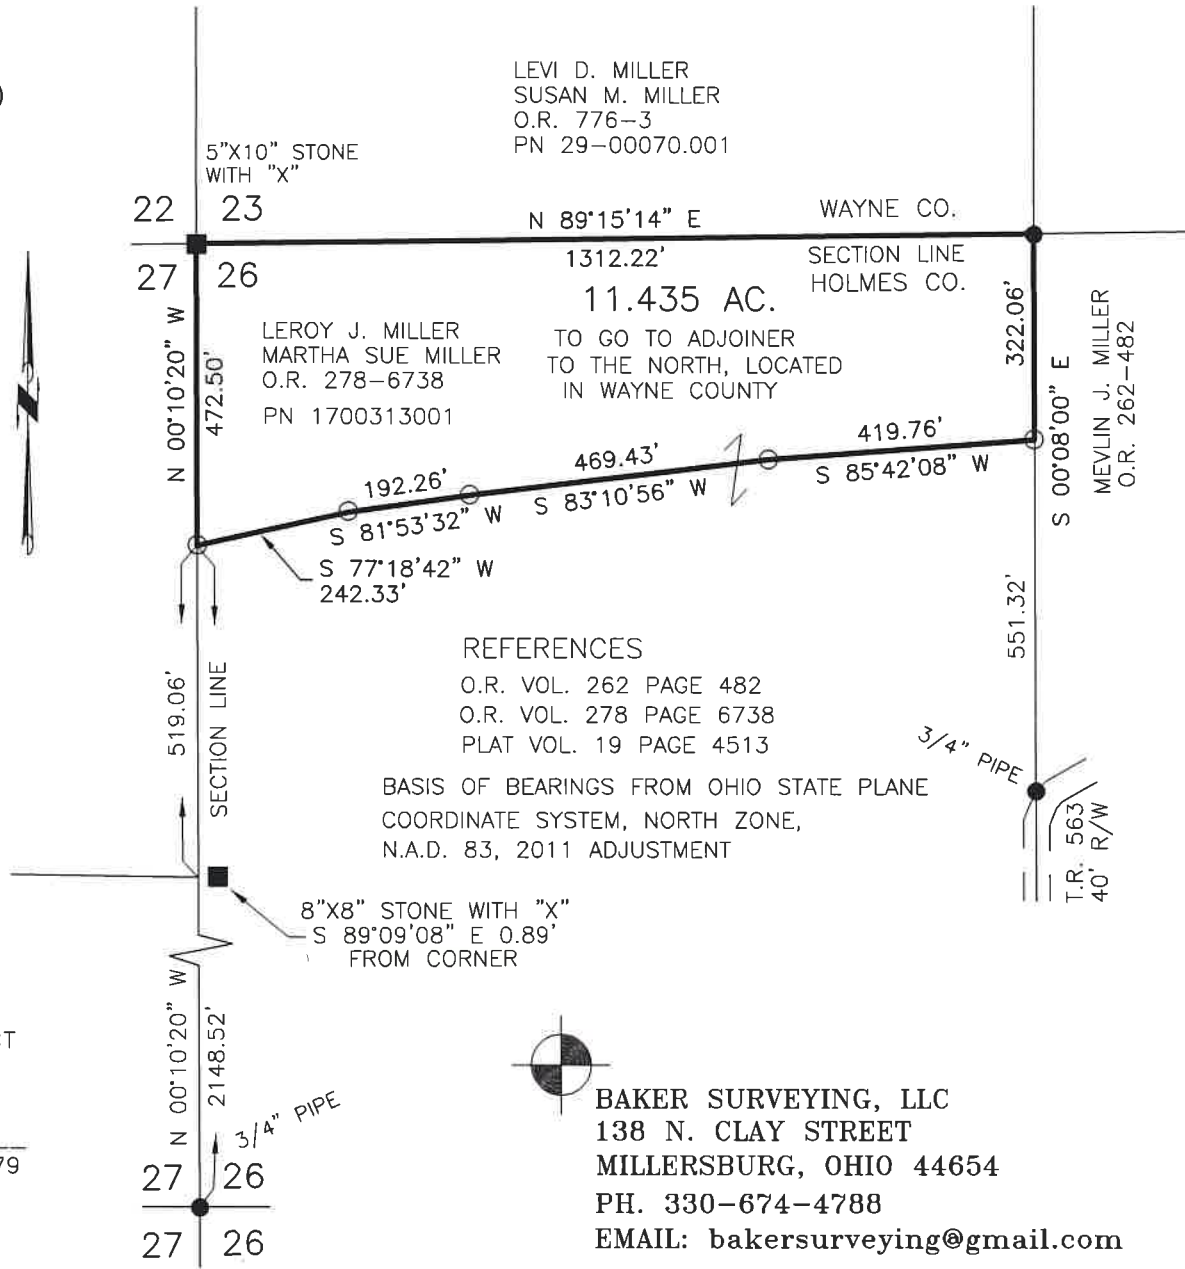 )
LEVI D. MILLER
SUSAN M. MILLER
O.R. 776-3
PN 29-00070.001
5"X10" STONE
WITH "X"
22 23
27 26
N 89°15'14" E
1312.22'
WAYNE CO.
SECTION LINE
HOLMES CO.
11.435 AC.
TO GO TO ADJOINER
TO THE NORTH, LOCATED
IN WAYNE COUNTY
LEROY J. MILLER
MARTHA SUE MILLER
O.R. 278-6738
PN 1700313001
N 00°10'20" W
472.50'
322.06'
S 00°08'00" E
MEVLIN J. MILLER
O.R. 262-482
419.76'
S 85°42'08" W
469.43'
S 83°10'56" W
192.26'
S 81°53'32" W
S 77°18'42" W
242.33'
519.06'
SECTION LINE
551.32'
REFERENCES
O.R. VOL. 262 PAGE 482
O.R. VOL. 278 PAGE 6738
PLAT VOL. 19 PAGE 4513
BASIS OF BEARINGS FROM OHIO STATE PLANE
COORDINATE SYSTEM, NORTH ZONE,
N.A.D. 83, 2011 ADJUSTMENT
3/4" PIPE
T.R. 563
40' R/W
8"X8" STONE WITH "X"
S 89°09'08" E 0.89'
FROM CORNER
N 00°10'20" W
2148.52'
3/4" PIPE
27 26
27 26
T
79
BAKER SURVEYING, LLC
138 N. CLAY STREET
MILLERSBURG, OHIO 44654
PH. 330-674-4788
EMAIL: bakersurveying@gmail.com